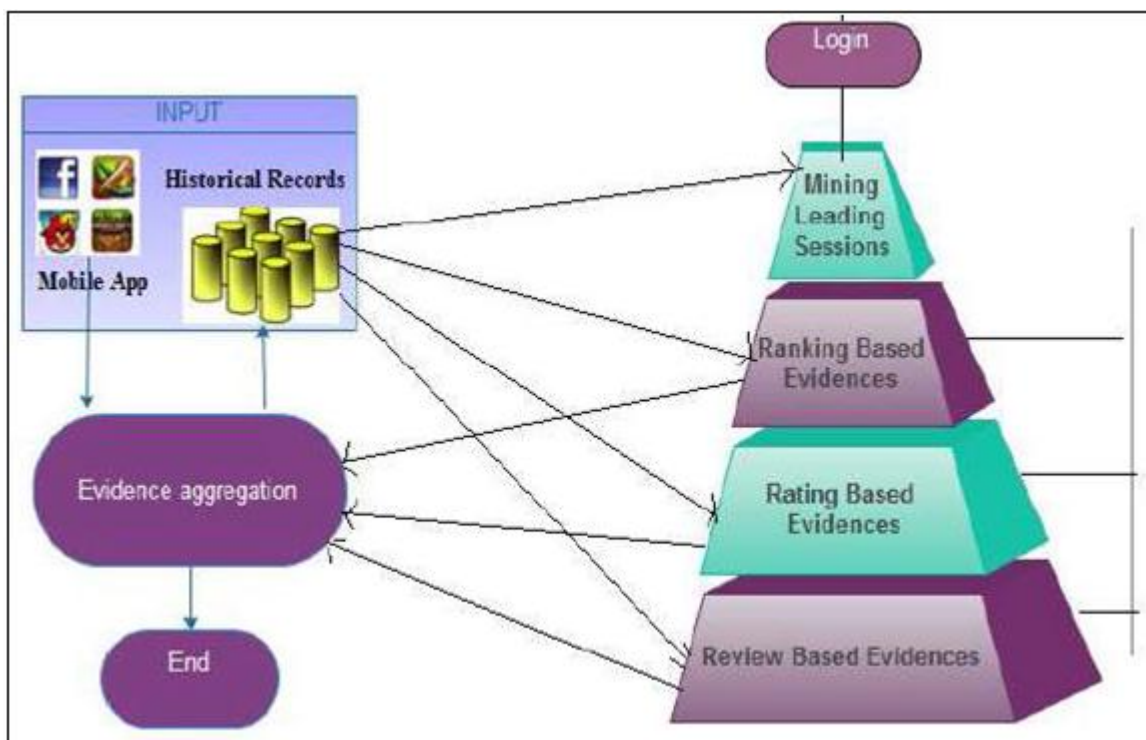 Login
INPUT
Historical Records
Mobile App
Mining
Leading
Sessions
Ranking Based
Evidences
Evidence aggregation
Rating Based
Evidences
End
Review Based Evidences